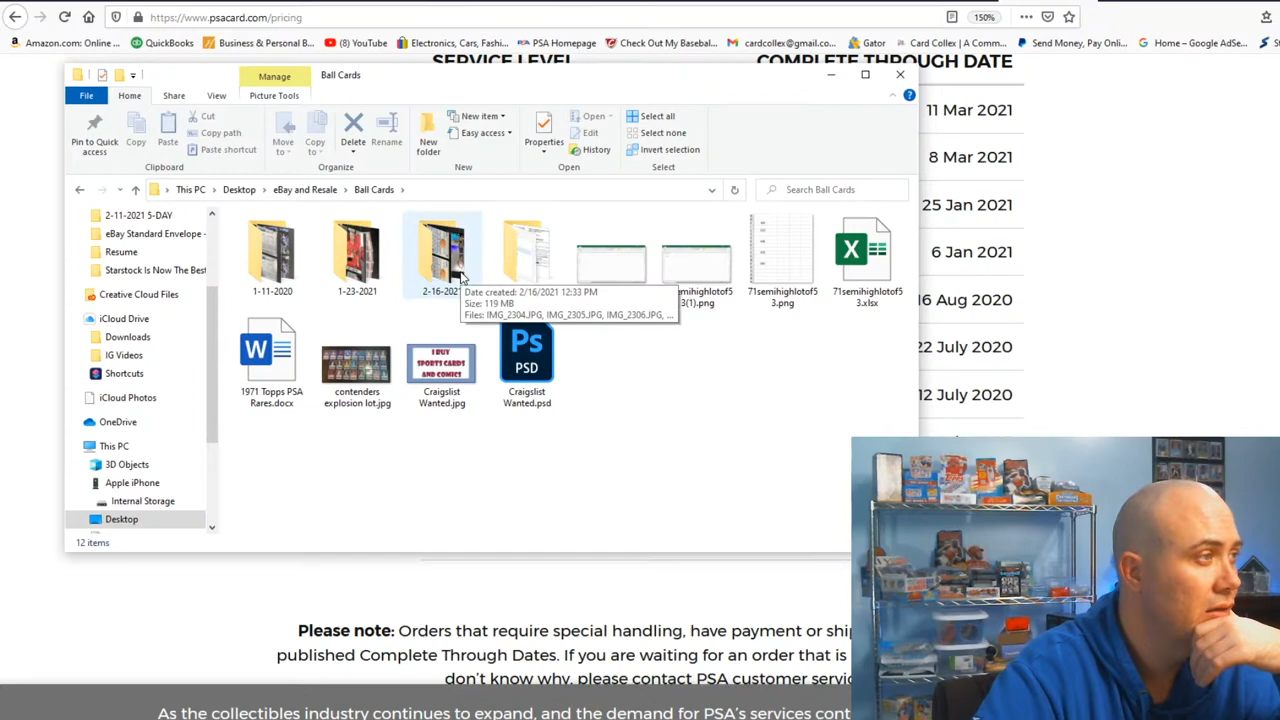 https://www.psacard.com/pricing
150%
Amazon.com: Online ...
QuickBooks
Business & Personal B...
(8) YouTube
Electronics, Cars, Fashi...
PSA Homepage
Check Out My Basebal...
cardcollex@gmail.co...
Gator
Card Collex | A Comm...
Send Money, Pay Onli...
Home – Google AdSe...
SERVICE LEVEL
COMPLETE THROUGH DATE
Manage
Ball Cards
File
Home
Share
View
Picture Tools
Pin to Quick access
Copy
Paste
Cut
Copy path
Paste shortcut
Clipboard
Move to
Copy to
Delete
Rename
Organize
New folder
New item
Easy access
New
Properties
Open
Edit
History
Open
Select all
Select none
Invert selection
Select
This PC
Desktop
eBay and Resale
Ball Cards
Search Ball Cards
2-11-2021 5-DAY
eBay Standard Envelope -
Resume
Starstock Is Now The Bes
Creative Cloud Files
iCloud Drive
Downloads
IG Videos
Shortcuts
iCloud Photos
OneDrive
This PC
3D Objects
Apple iPhone
Internal Storage
Desktop
12 items
1-11-2020
1-23-2021
2-16-2021
Date created: 2/16/2021 12:33 PM
Size: 119 MB
Files: IMG_2304.JPG, IMG_2305.JPG, IMG_2306.JPG, ...
semihighlotof5
3(1).png
71semihighlotof5
3.png
71semihighlotof5
3.xlsx
1971 Topps PSA
Rares.docx
contenders
explosion lot.jpg
I BUY
SPORTS CARDS
AND COMICS
Craigslist
Wanted.jpg
Ps
PSD
Craigslist
Wanted.psd
11 Mar 2021
8 Mar 2021
25 Jan 2021
6 Jan 2021
16 Aug 2020
22 July 2020
12 July 2020
Please note: Orders that require special handling, have payment or ship
published Complete Through Dates. If you are waiting for an order that is
don't know why, please contact PSA customer servic
As the collectibles industry continues to expand, and the demand for PSA's services cont